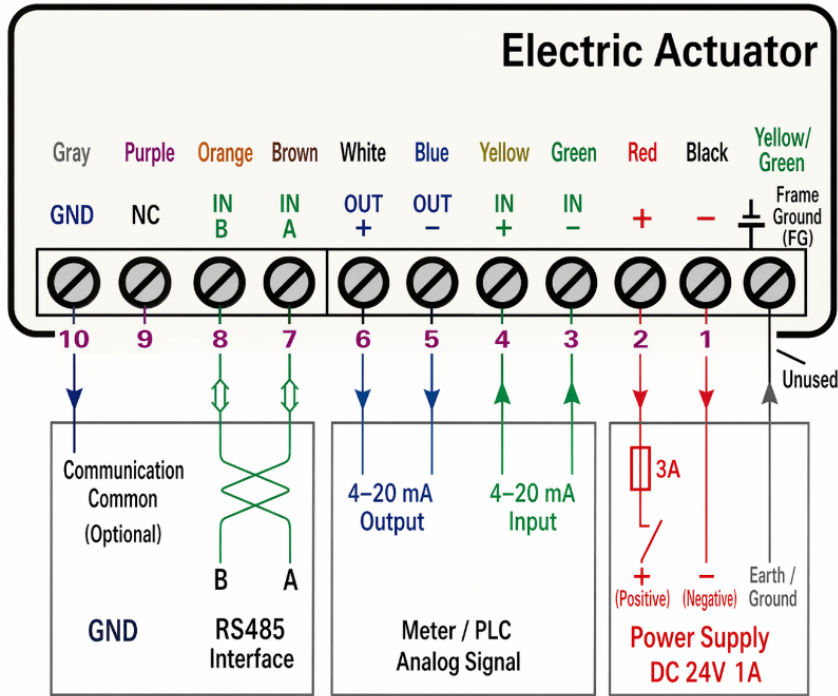 Electric Actuator
Gray Purple Orange Brown White Blue Yellow Green Red Black Yellow/
Green
GND NC IN
B IN
A OUT
+ OUT
− IN
+ IN
− + − Frame
Ground
(FG)
10 9 8 7 6 5 4 3 2 1
Unused
Communication
Common
(Optional)
GND
B A
RS485
Interface
4–20 mA
Output
4–20 mA
Input
Meter / PLC
Analog Signal
3A
+
(Positive)
−
(Negative)
Earth /
Ground
Power Supply
DC 24V 1A